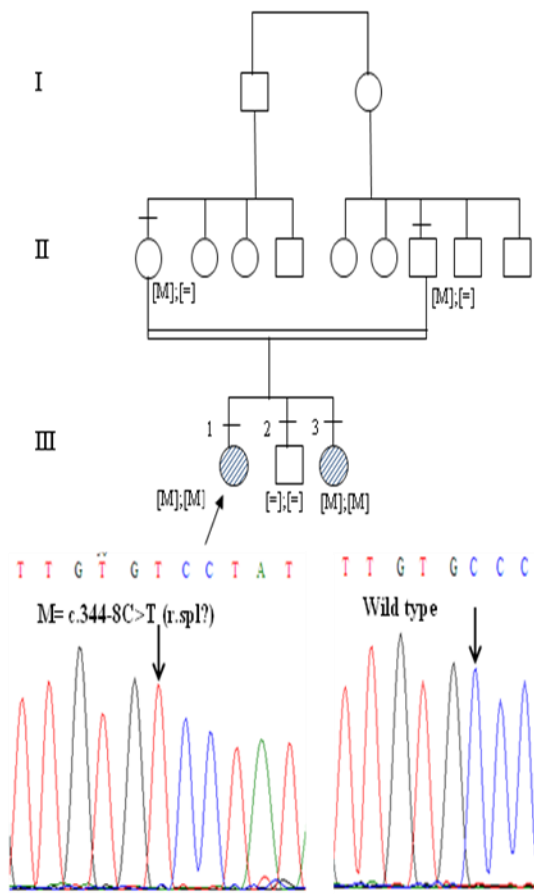 I
II
[M];[=]
[M];[=]
III
1 2 3
[M];[M] [=];[=] [M];[M]
T T G T G T C C T A T
T T G T G C C C
M= c.344-8C>T (r.spl?)
Wild type